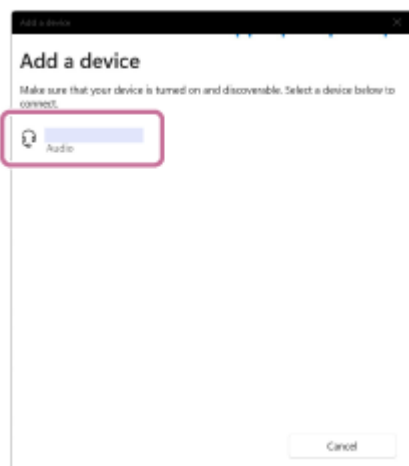 Add a device
Add a device
Make sure that your device is turned on and discoverable. Select a device below to
connect.
Audio
Cancel